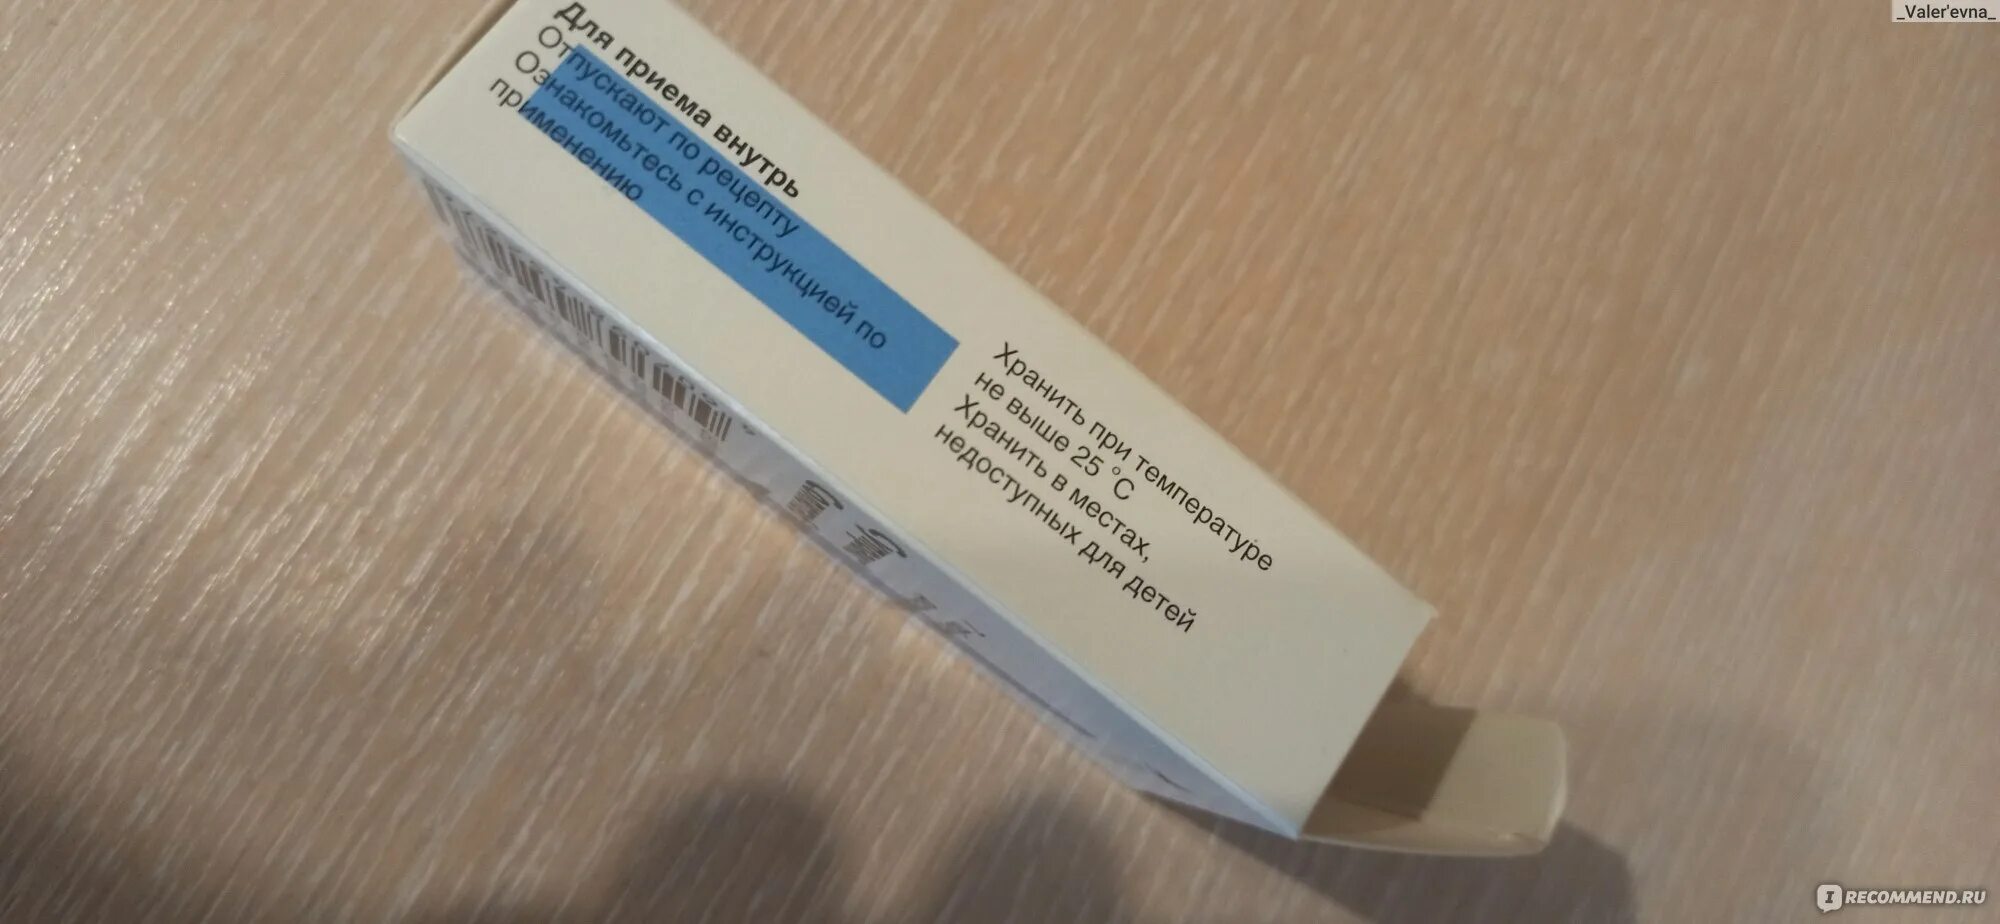 _Valer'evna_
Для приема внутрь
Отпускают по рецепту
Ознакомьтесь с инструкцией по
применению
Хранить при температуре
не выше 25 °C
Хранить в местах,
недоступных для детей
IRECOMMEND.RU